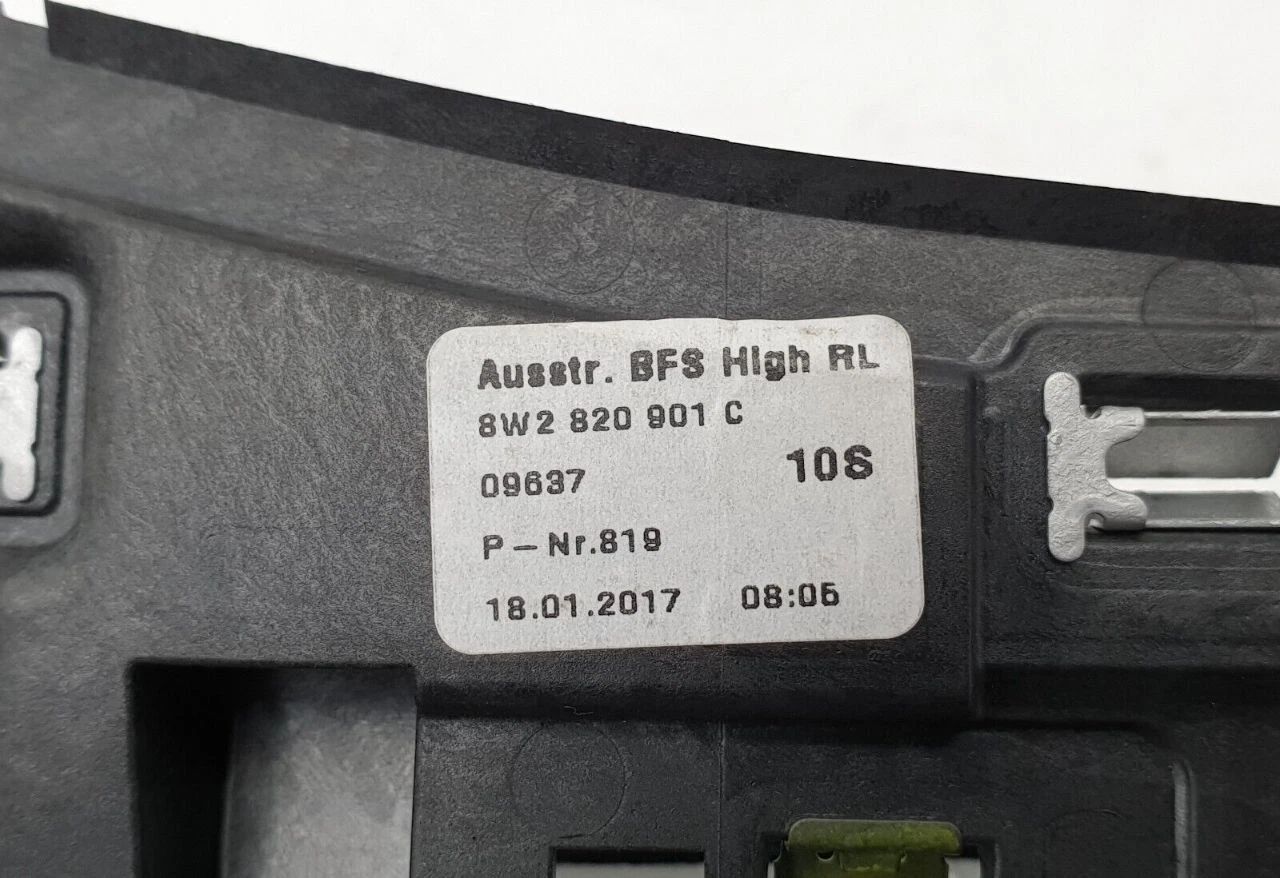 Ausstr. BFS High RL
8W2 820 901 C
09637 10S
P-Nr.819
18.01.2017 08:05